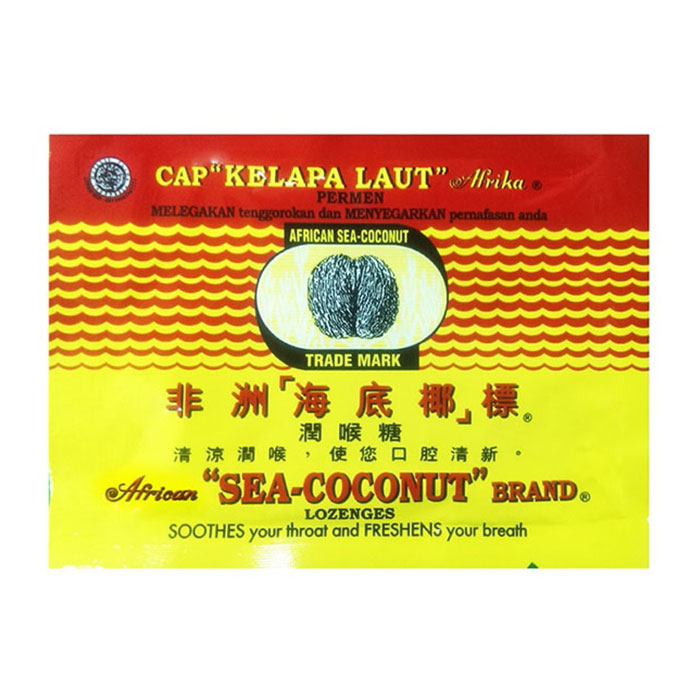 CAP "KELAPA LAUT" Afrika ®
PERMEN
MELEGAKAN tenggorokan dan MENYEGARKAN pernafasan anda
AFRICAN SEA-COCONUT
TRADE MARK
非洲「海底椰」標®
潤喉糖
清涼潤喉，使您口腔清新。
African "SEA-COCONUT" BRAND®
LOZENGES
SOOTHES your throat and FRESHENS your breath